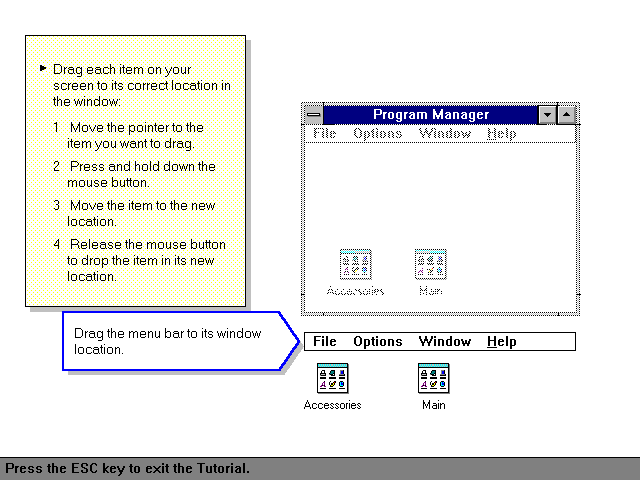 Drag each item on your
screen to its correct location in
the window:
1 Move the pointer to the
item you want to drag.
2 Press and hold down the
mouse button.
3 Move the item to the new
location.
4 Release the mouse button
to drop the item in its new
location.
Program Manager
File Options Window Help
Accessories Main
Drag the menu bar to its window
location.
File Options Window Help
Accessories Main
Press the ESC key to exit the Tutorial.